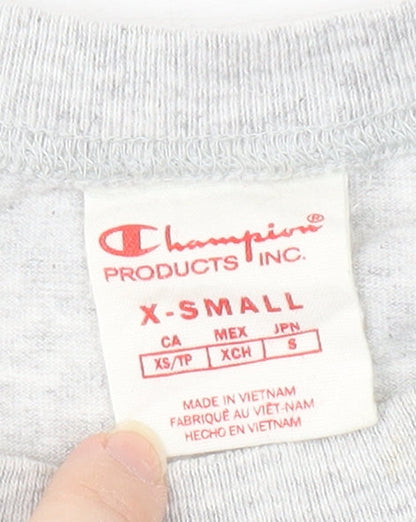 Champion®
PRODUCTS INC.
X-SMALL
CA MEX JPN
XS/TP XCH S
MADE IN VIETNAM
FABRIQUÉ AU VIÊT-NAM
HECHO EN VIETNAM